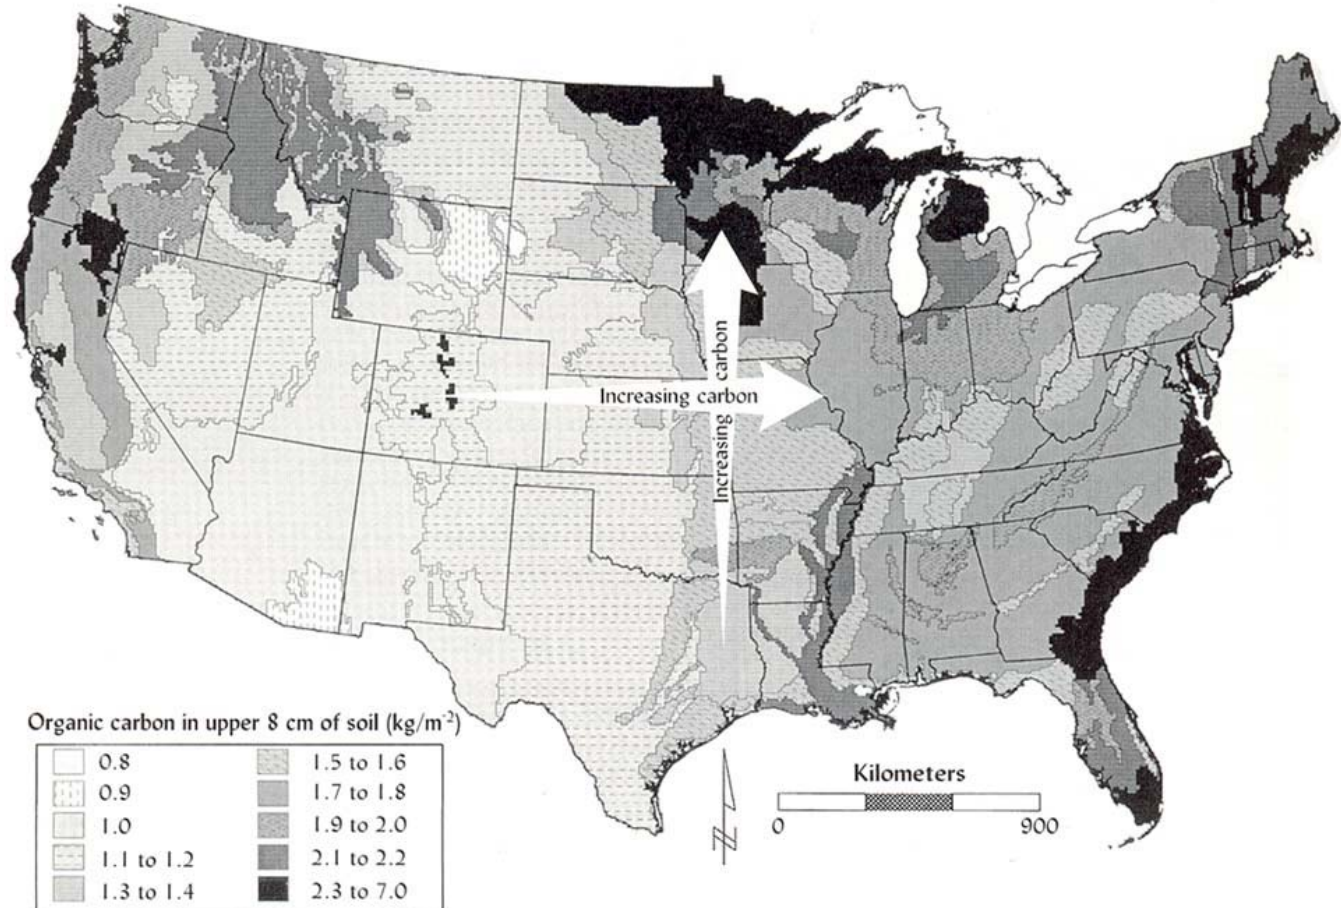 Increasing carbon
Increasing carbon
Organic carbon in upper 8 cm of soil (kg/m⁻²)
0.8
0.9
1.0
1.1 to 1.2
1.3 to 1.4
1.5 to 1.6
1.7 to 1.8
1.9 to 2.0
2.1 to 2.2
2.3 to 7.0
Kilometers
0
900
N